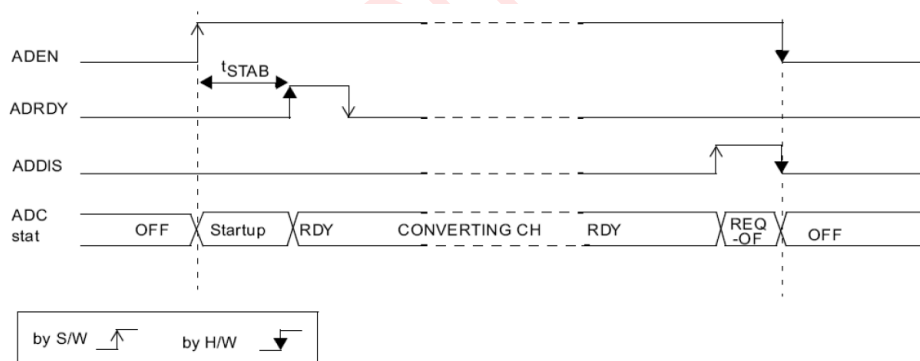 ADEN
tSTAB
ADRDY
ADDIS
ADC
stat
OFF
Startup
RDY
CONVERTING CH
RDY
REQ
-OF
OFF
by S/W
by H/W